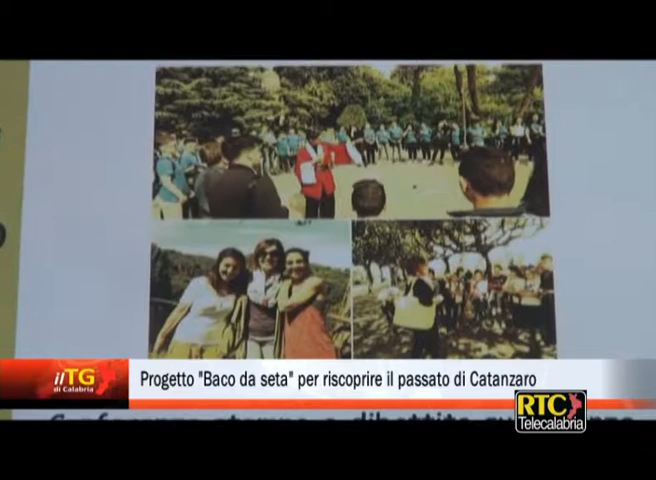 ilTG
di Calabria
Progetto "Baco da seta" per riscoprire il passato di Catanzaro
RTC
Telecalabria